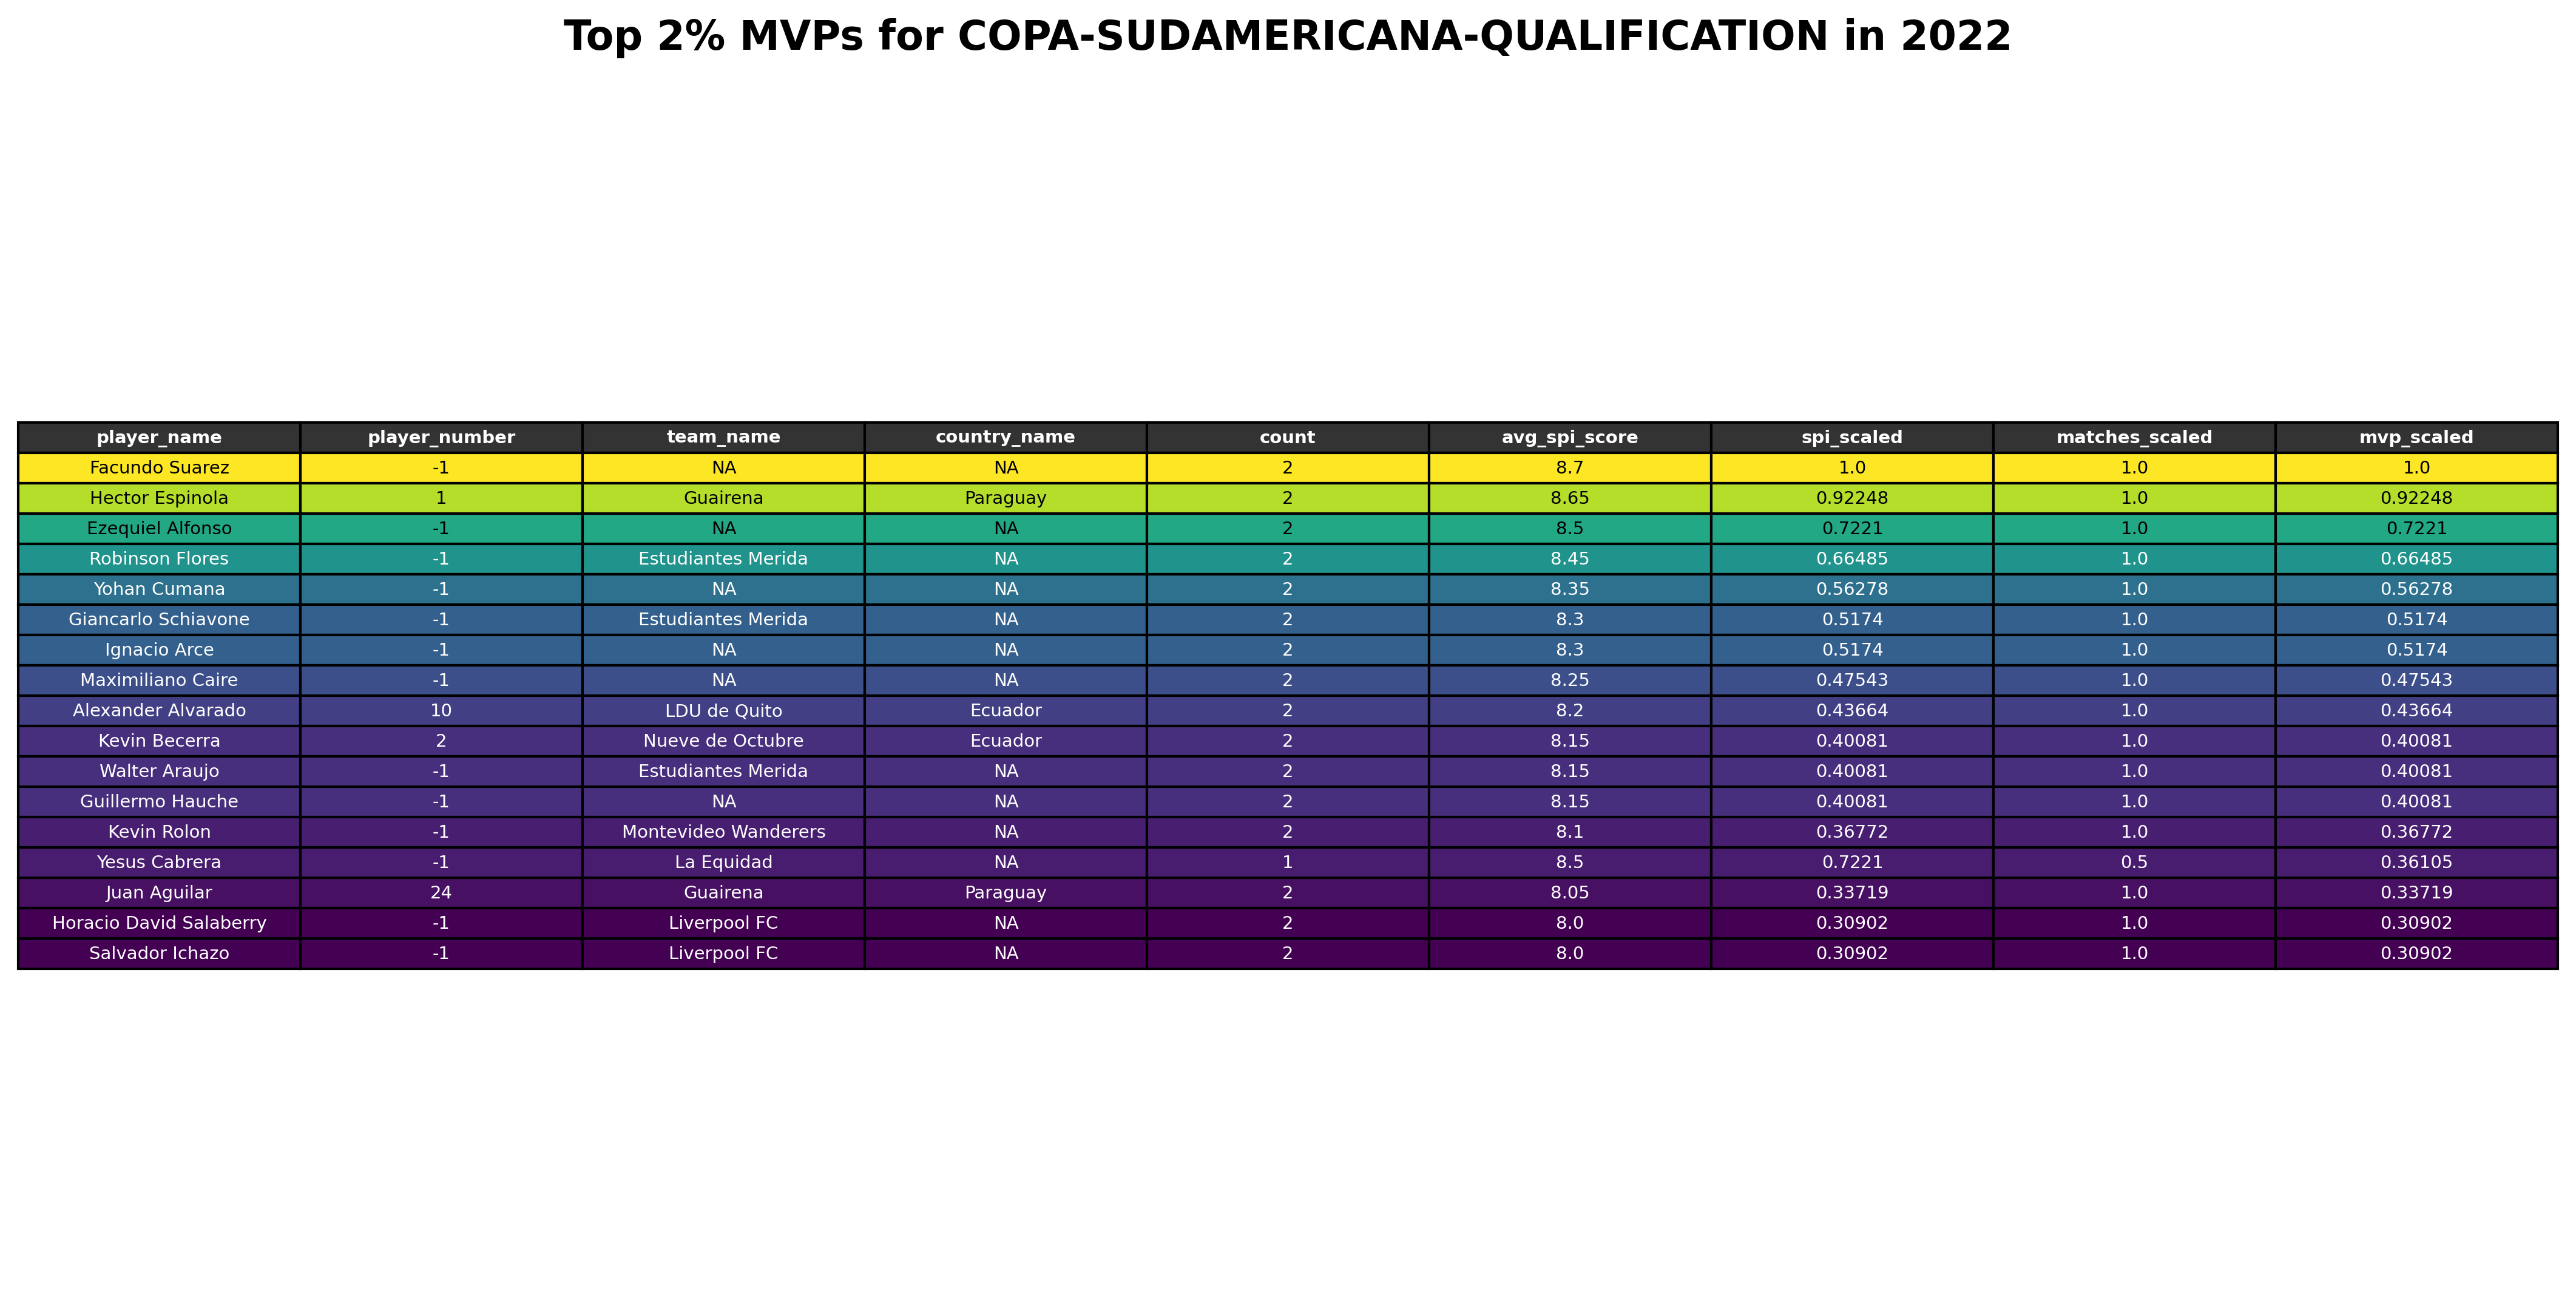 Top 2% MVPs for COPA-SUDAMERICANA-QUALIFICATION in 2022
player_name player_number team_name country_name count avg_spi_score spi_scaled matches_scaled mvp_scaled
Facundo Suarez -1 NA NA 2 8.7 1.0 1.0 1.0
Hector Espinola 1 Guairena Paraguay 2 8.65 0.92248 1.0 0.92248
Ezequiel Alfonso -1 NA NA 2 8.5 0.7221 1.0 0.7221
Robinson Flores -1 Estudiantes Merida NA 2 8.45 0.66485 1.0 0.66485
Yohan Cumana -1 NA NA 2 8.35 0.56278 1.0 0.56278
Giancarlo Schiavone -1 Estudiantes Merida NA 2 8.3 0.5174 1.0 0.5174
Ignacio Arce -1 NA NA 2 8.3 0.5174 1.0 0.5174
Maximiliano Caire -1 NA NA 2 8.25 0.47543 1.0 0.47543
Alexander Alvarado 10 LDU de Quito Ecuador 2 8.2 0.43664 1.0 0.43664
Kevin Becerra 2 Nueve de Octubre Ecuador 2 8.15 0.40081 1.0 0.40081
Walter Araujo -1 Estudiantes Merida NA 2 8.15 0.40081 1.0 0.40081
Guillermo Hauche -1 NA NA 2 8.15 0.40081 1.0 0.40081
Kevin Rolon -1 Montevideo Wanderers NA 2 8.1 0.36772 1.0 0.36772
Yesus Cabrera -1 La Equidad NA 1 8.5 0.7221 0.5 0.36105
Juan Aguilar 24 Guairena Paraguay 2 8.05 0.33719 1.0 0.33719
Horacio David Salaberry -1 Liverpool FC NA 2 8.0 0.30902 1.0 0.30902
Salvador Ichazo -1 Liverpool FC NA 2 8.0 0.30902 1.0 0.30902